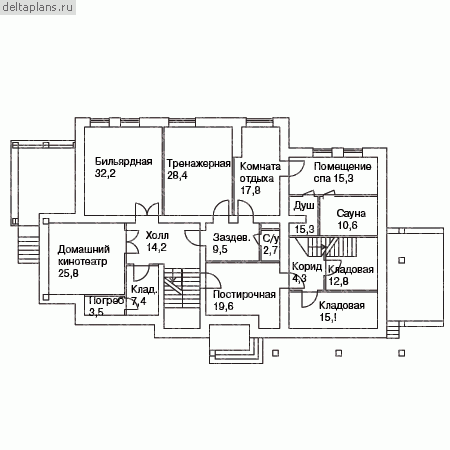 deltaplans.ru
Бильярдная
32,2
Тренажерная
28,4
Комната
отдыха
17,8
Помещение
спа 15,3
Душ
15,3
Сауна
10,6
Домашний
кинотеатр
25,8
Холл
14,2
Заздев.
9,5
С/у
2,7
Корид
4,3
Кладовая
12,8
Клад.
7,4
Погреб
3,5
Постирочная
19,6
Кладовая
15,1